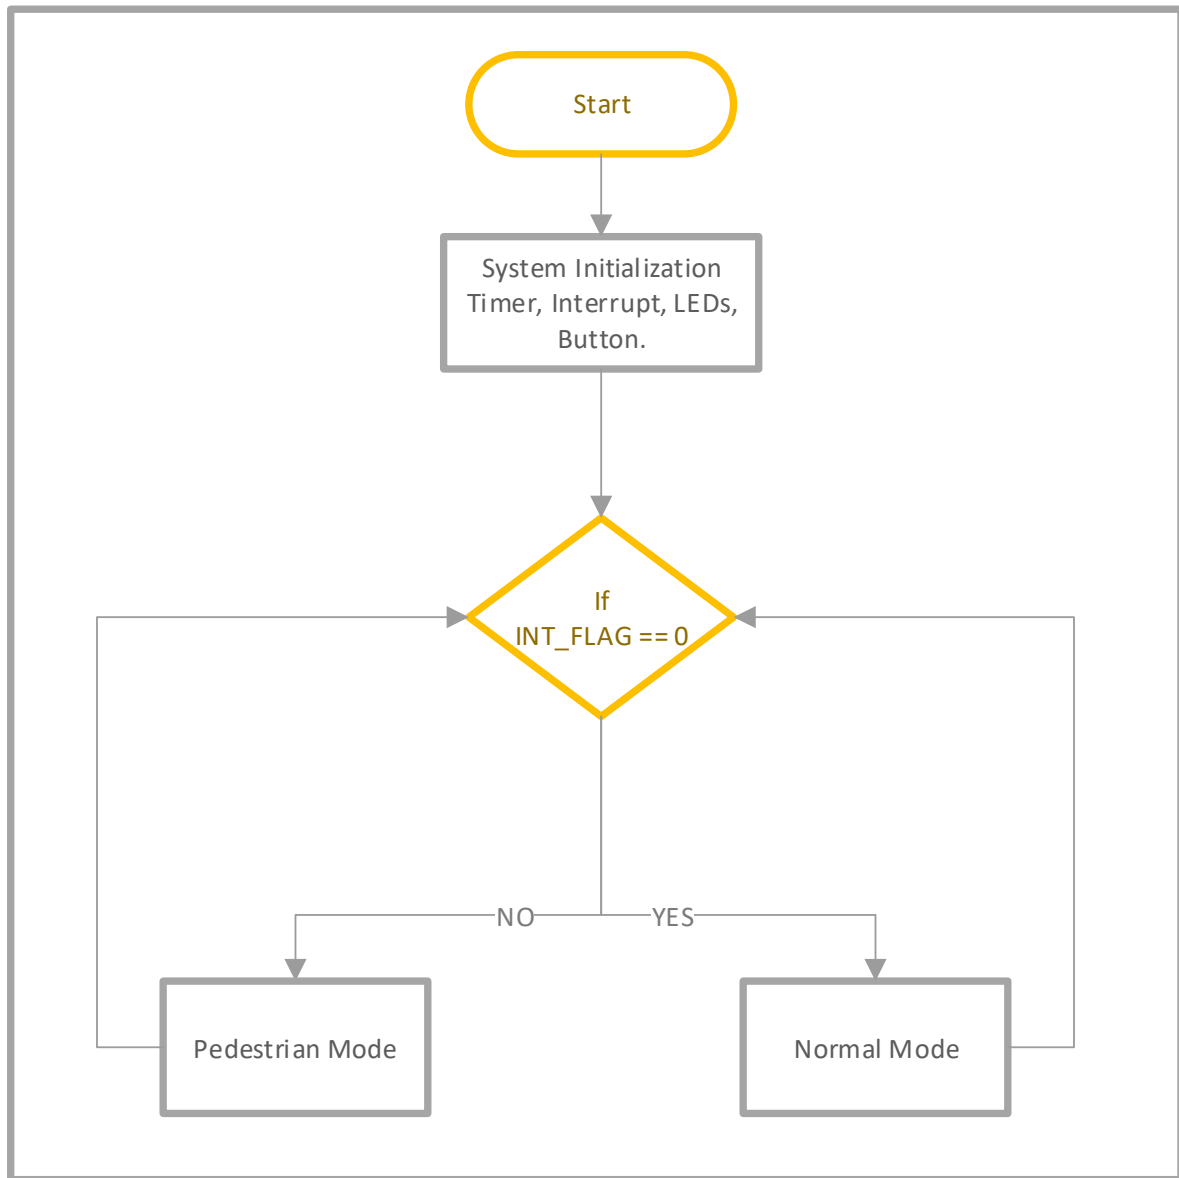 Start
System Initialization
Timer, Interrupt, LEDs,
Button.
If
INT_FLAG == 0
NO
YES
Pedestrian Mode
Normal Mode